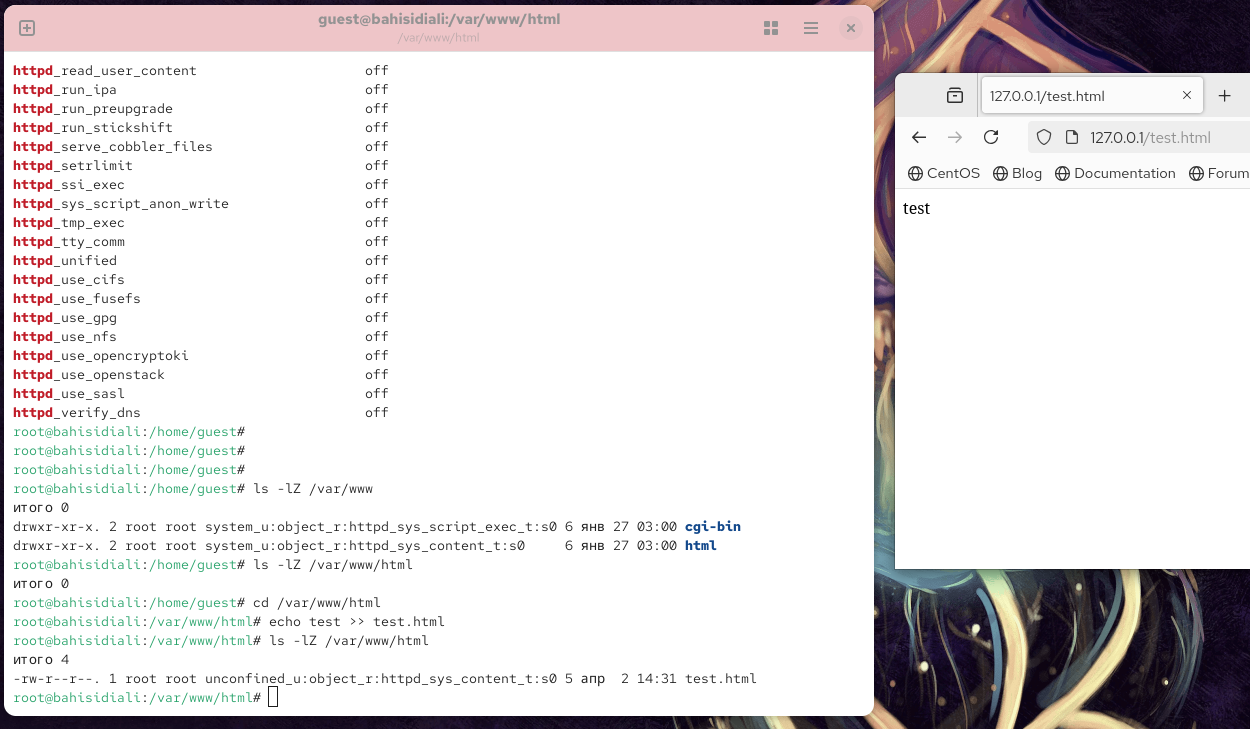 guest@bahisidiali:/var/www/html
/var/www/html
httpd_read_user_content off
httpd_run_ipa off
httpd_run_preupgrade off
httpd_run_stickshift off
httpd_serve_cobbler_files off
httpd_setrlimit off
httpd_ssi_exec off
httpd_sys_script_anon_write off
httpd_tmp_exec off
httpd_tty_comm off
httpd_unified off
httpd_use_cifs off
httpd_use_fusefs off
httpd_use_gpg off
httpd_use_nfs off
httpd_use_opencryptoki off
httpd_use_openstack off
httpd_use_sasl off
httpd_verify_dns off
root@bahisidiali:/home/guest#
root@bahisidiali:/home/guest#
root@bahisidiali:/home/guest#
root@bahisidiali:/home/guest# ls -lZ /var/www
итого 0
drwxr-xr-x. 2 root root system_u:object_r:httpd_sys_script_exec_t:s0 6 янв 27 03:00 cgi-bin
drwxr-xr-x. 2 root root system_u:object_r:httpd_sys_content_t:s0 6 янв 27 03:00 html
root@bahisidiali:/home/guest# ls -lZ /var/www/html
итого 0
root@bahisidiali:/home/guest# cd /var/www/html
root@bahisidiali:/var/www/html# echo test >> test.html
root@bahisidiali:/var/www/html# ls -lZ /var/www/html
итого 4
-rw-r--r--. 1 root root unconfined_u:object_r:httpd_sys_content_t:s0 5 апр  2 14:31 test.html
root@bahisidiali:/var/www/html#
127.0.0.1/test.html
127.0.0.1/test.html
CentOS Blog Documentation Forum
test